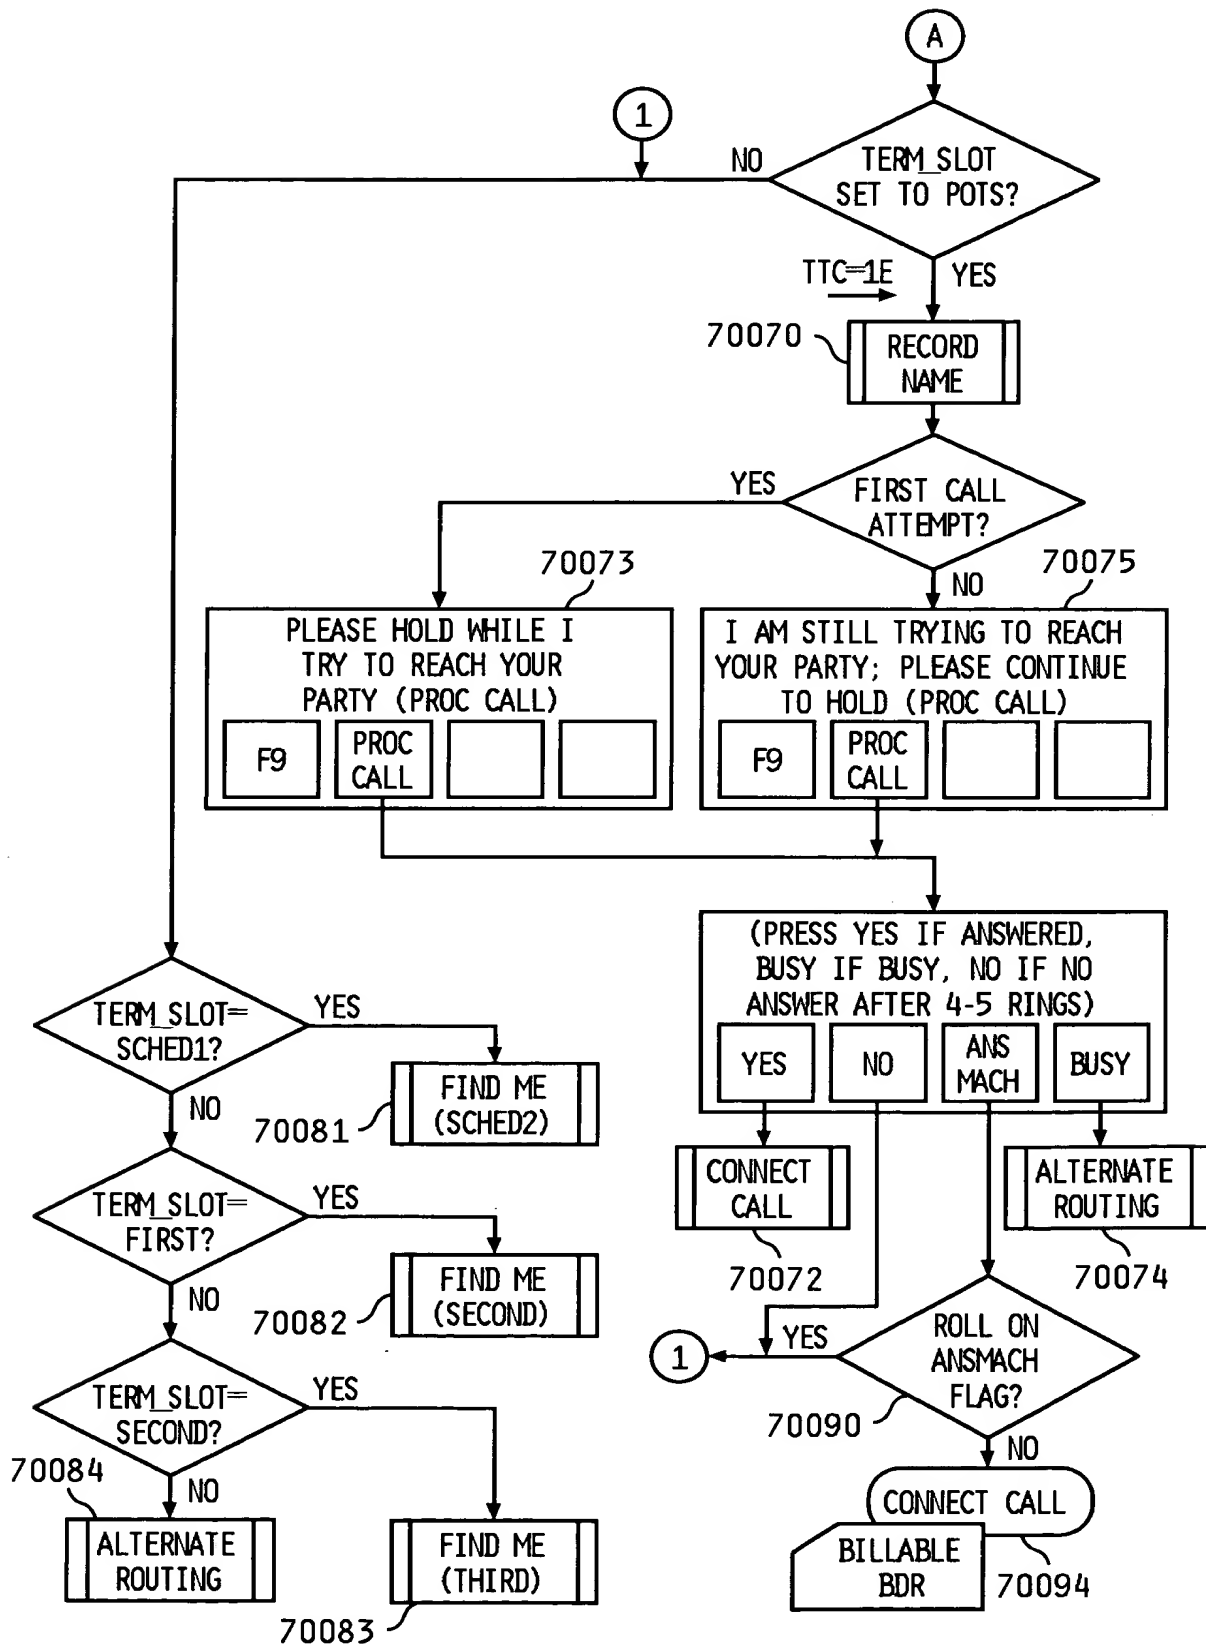 A
1
NO
TERM_SLOT
SET TO POTS?
TTC=1E
YES
70070
RECORD
NAME
YES
FIRST CALL
ATTEMPT?
70073
NO
70075
PLEASE HOLD WHILE I
TRY TO REACH YOUR
PARTY (PROC CALL)
F9
PROC
CALL
I AM STILL TRYING TO REACH
YOUR PARTY; PLEASE CONTINUE
TO HOLD (PROC CALL)
F9
PROC
CALL
(PRESS YES IF ANSWERED,
BUSY IF BUSY, NO IF NO
ANSWER AFTER 4-5 RINGS)
YES
NO
ANS
MACH
BUSY
TERM_SLOT=
SCHED1?
YES
NO
70081
FIND ME
(SCHED2)
CONNECT
CALL
70072
ALTERNATE
ROUTING
70074
TERM_SLOT=
FIRST?
YES
NO
70082
FIND ME
(SECOND)
1
YES
ROLL ON
ANSMACH
FLAG?
70090
NO
TERM_SLOT=
SECOND?
YES
70084
NO
ALTERNATE
ROUTING
FIND ME
(THIRD)
70083
CONNECT CALL
BILLABLE
BDR
70094